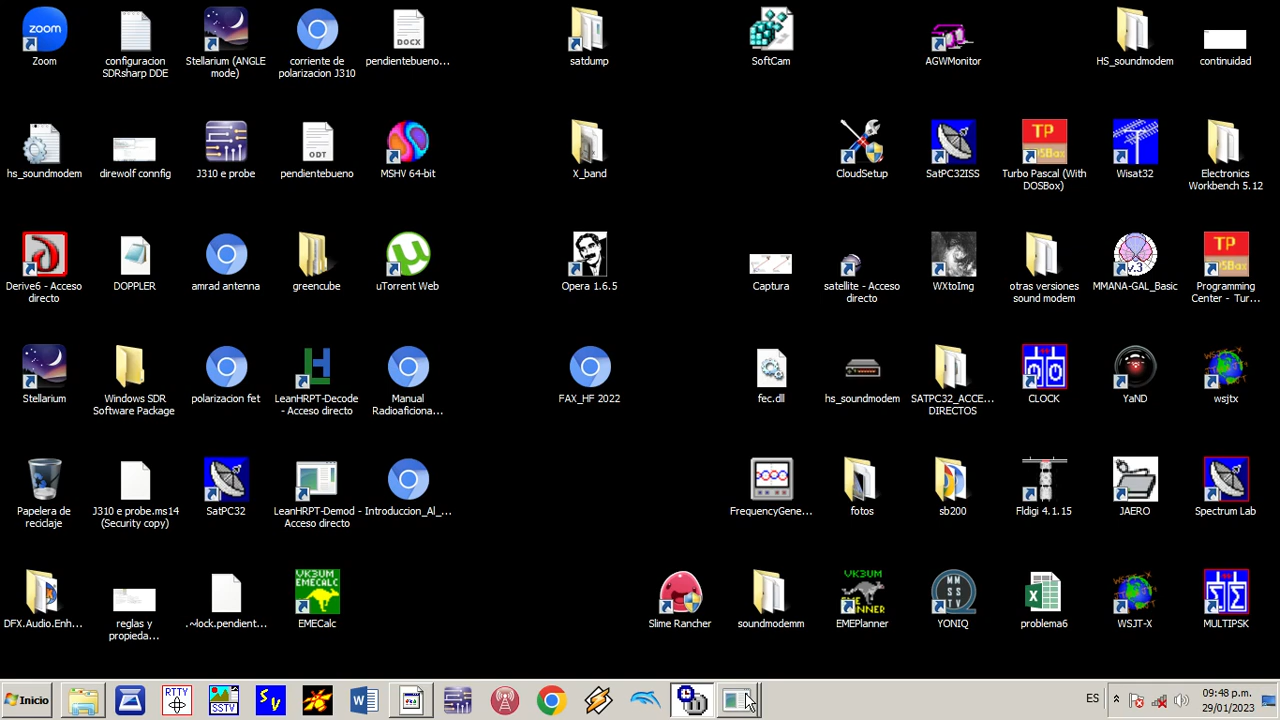 Zoom
configuracion
SDRsharp DDE
Stellarium (ANGLE
mode)
corriente de
polarizacion J310
pendientebueno...
satdump
SoftCam
AGWMonitor
HS_soundmodem
continuidad
hs_soundmodem
direwolf connfig
J310 e probe
pendientebueno
MSHV 64-bit
X_band
CloudSetup
SatPC32ISS
Turbo Pascal (With
DOSBox)
Wisat32
Electronics
Workbench 5.12
Derive6 - Acceso
directo
DOPPLER
amrad antenna
greencube
uTorrent Web
Opera 1.6.5
Captura
satellite - Acceso
directo
WXtoImg
otras versiones
sound modem
MMANA-GAL_Basic
Programming
Center - Tur...
Stellarium
Windows SDR
Software Package
polarizacion fet
LeanHRPT-Decode
- Acceso directo
Manual
Radioaficiona...
FAX_HF 2022
fec.dll
hs_soundmodem
SATPC32_ACCE...
DIRECTOS
CLOCK
YaND
wsjtx
Papelera de
reciclaje
J310 e probe.ms14
(Security copy)
SatPC32
LeanHRPT-Demod -
Acceso directo
Introduccion_Al_...
FrequencyGene...
fotos
sb200
Fldigi 4.1.15
JAERO
Spectrum Lab
DFX.Audio.Enh...
reglas y
propieda...
.~lock.pendient...
EMECalc
Slime Rancher
soundmodemm
EMEPlanner
YONIQ
problema6
WSJT-X
MULTIPSK
Inicio
RTTY
SSTV
ES
09:48 p.m.
29/01/2023